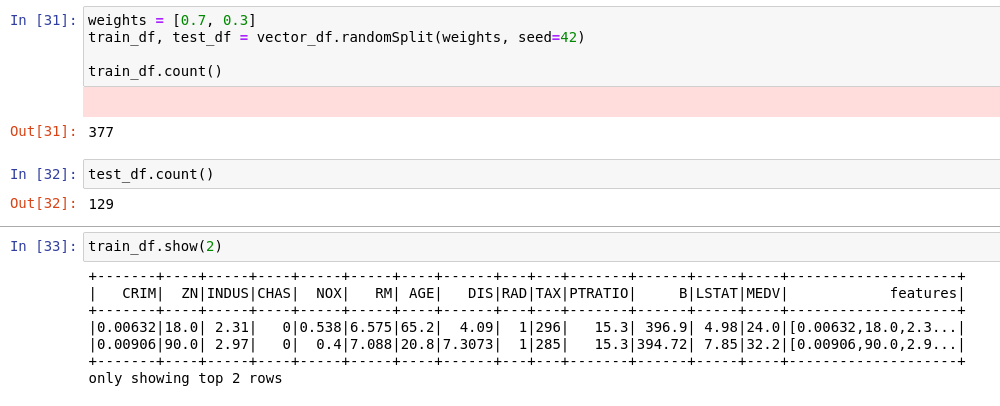 In [31]: weights = [0.7, 0.3]
train_df, test_df = vector_df.randomSplit(weights, seed=42)
train_df.count()
Out[31]: 377
In [32]: test_df.count()
Out[32]: 129
In [33]: train_df.show(2)
+-------+----+-----+----+-----+-----+----+------+---+---+-------+------+-----+----+--------------------+
|   CRIM|  ZN|INDUS|CHAS|  NOX|   RM| AGE|   DIS|RAD|TAX|PTRATIO|     B|LSTAT|MEDV|            features|
+-------+----+-----+----+-----+-----+----+------+---+---+-------+------+-----+----+--------------------+
|0.00632|18.0| 2.31|   0|0.538|6.575|65.2|  4.09|  1|296|   15.3| 396.9| 4.98|24.0|[0.00632,18.0,2.3...|
|0.00906|90.0| 2.97|   0|  0.4|7.088|20.8|7.3073|  1|285|   15.3|394.72| 7.85|32.2|[0.00906,90.0,2.9...|
+-------+----+-----+----+-----+-----+----+------+---+---+-------+------+-----+----+--------------------+
only showing top 2 rows